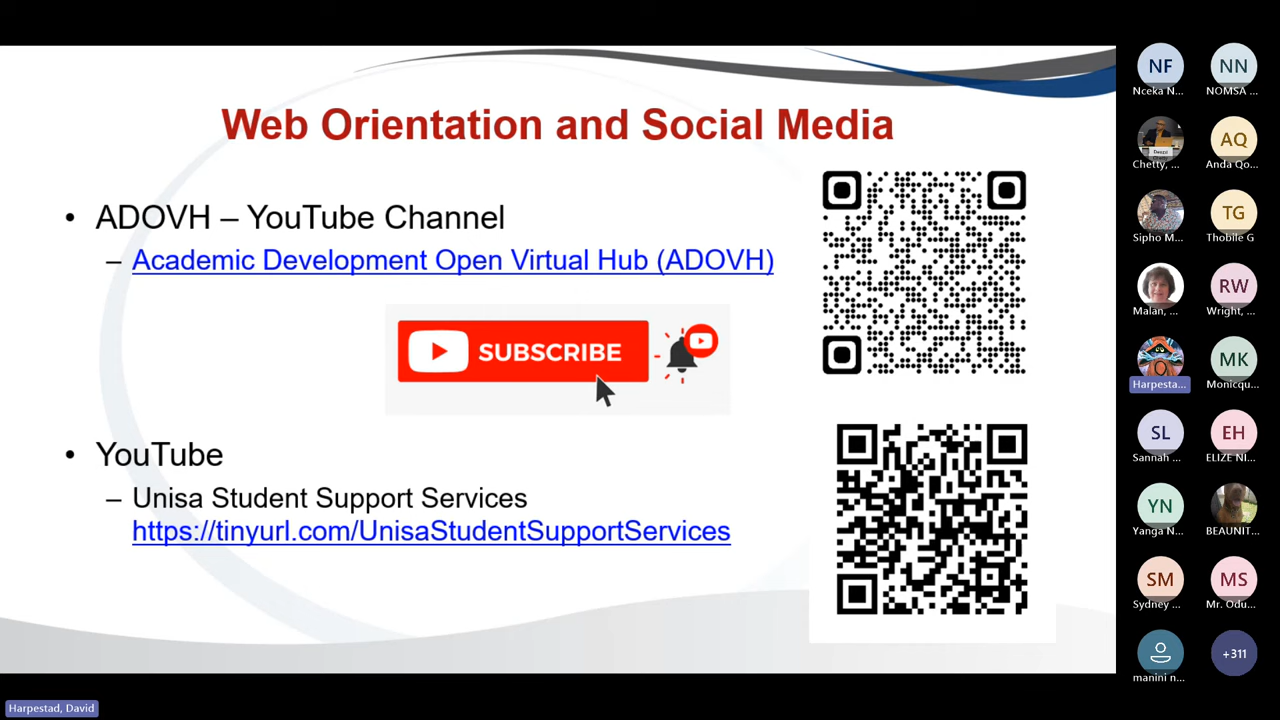 Web Orientation and Social Media
• ADOVH – YouTube Channel
– Academic Development Open Virtual Hub (ADOVH)
SUBSCRIBE
• YouTube
– Unisa Student Support Services
https://tinyurl.com/UnisaStudentSupportServices
NF
Nceka N...
NN
NOMSA ...
Chetty, ...
AQ
Anda Qo...
Sipho M...
TG
Thobile G
Malan, ...
RW
Wright, ...
Harpesta...
MK
Monicqu...
SL
Sannah ...
EH
ELIZE NI...
YN
Yanga N...
BEAUNIT...
SM
Sydney ...
MS
Mr. Odu...
manini n...
+311
Harpestad, David